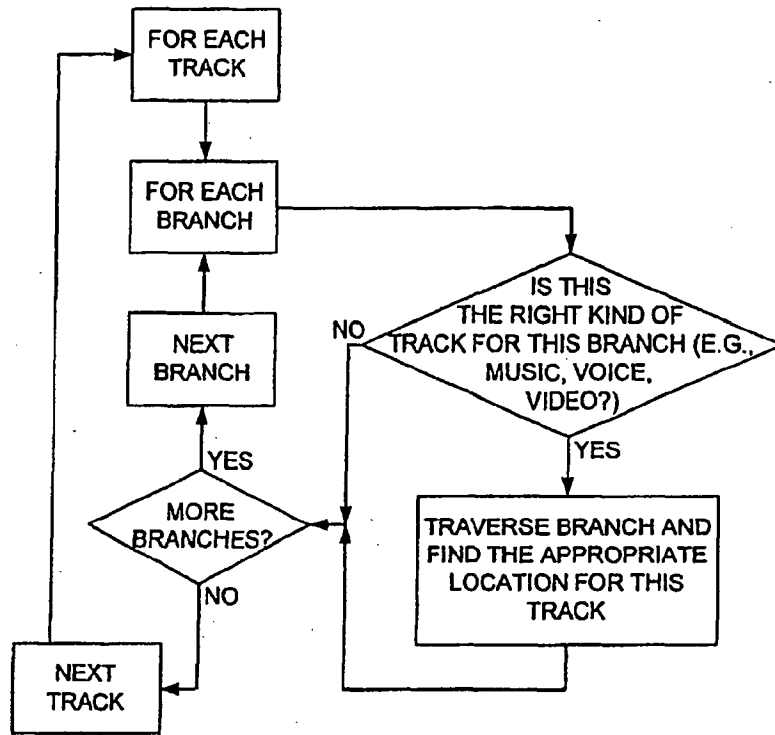 FOR EACH
TRACK
FOR EACH
BRANCH
IS THIS
THE RIGHT KIND OF
TRACK FOR THIS BRANCH (E.G.,
MUSIC, VOICE,
VIDEO?)
NO
YES
NEXT
BRANCH
YES
MORE
BRANCHES?
NO
TRAVERSE BRANCH AND
FIND THE APPROPRIATE
LOCATION FOR THIS
TRACK
NEXT
TRACK